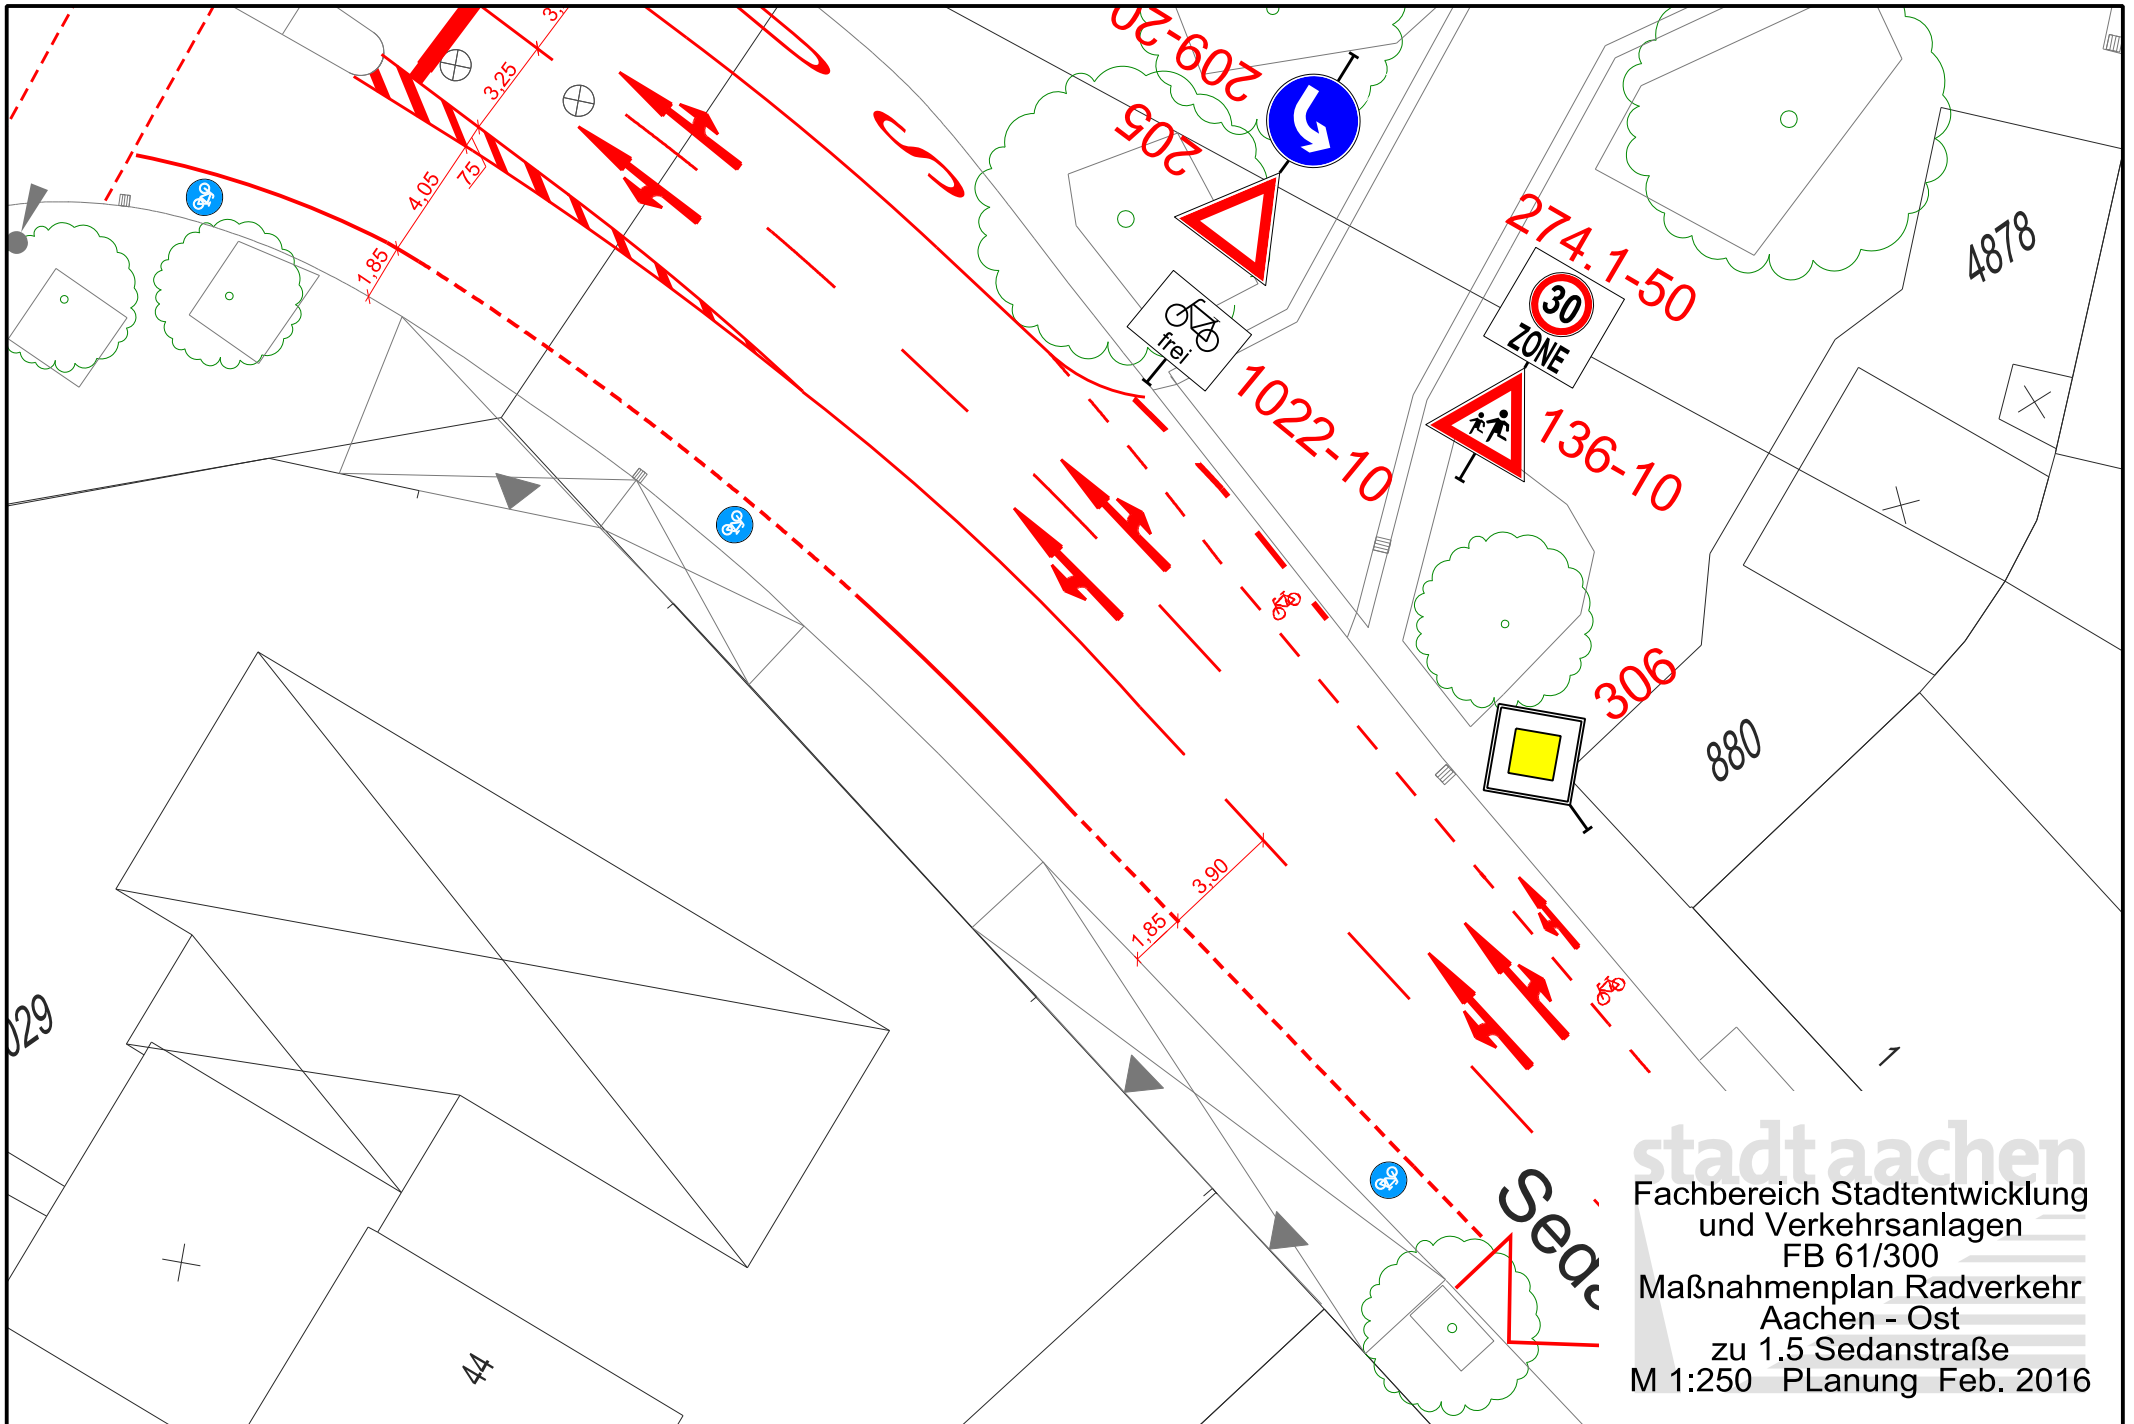 209-20
205
3,25
75
4,05
1,85
274.1-50
30
ZONE
4878
frei
1022-10
136-10
306
880
3,90
1,85
029
1
44
Seda
stadt aachen
Fachbereich Stadtentwicklung
und Verkehrsanlagen
FB 61/300
Maßnahmenplan Radverkehr
Aachen - Ost
zu 1.5 Sedanstraße
M 1:250 PLanung Feb. 2016